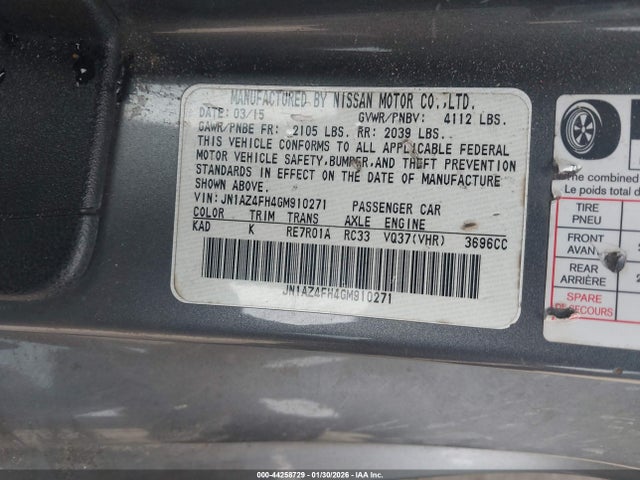 MANUFACTURED BY NISSAN MOTOR CO.,LTD.
DATE: 03/15 GVWR/PNBV: 4112 LBS.
GAWR/PNBE FR: 2105 LBS. RR: 2039 LBS.
THIS VEHICLE CONFORMS TO ALL APPLICABLE FEDERAL
MOTOR VEHICLE SAFETY,BUMPER,AND THEFT PREVENTION
STANDARDS IN EFFECT ON THE DATE OF MANUFACTURE
SHOWN ABOVE.
VIN: JN1AZ4FH4GM910271 PASSENGER CAR
COLOR TRIM TRANS AXLE ENGINE
KAD K RE7R01A RC33 VQ37(VHR) 3696CC
JN1AZ4FH4GM910271
The com
Le poids total d
TIRE
PNEU
FRONT
AVANT
REAR
ARRIÈRE
SPARE
DE SECOURS
000-44258729 - 01/30/2026 - IAA Corp.